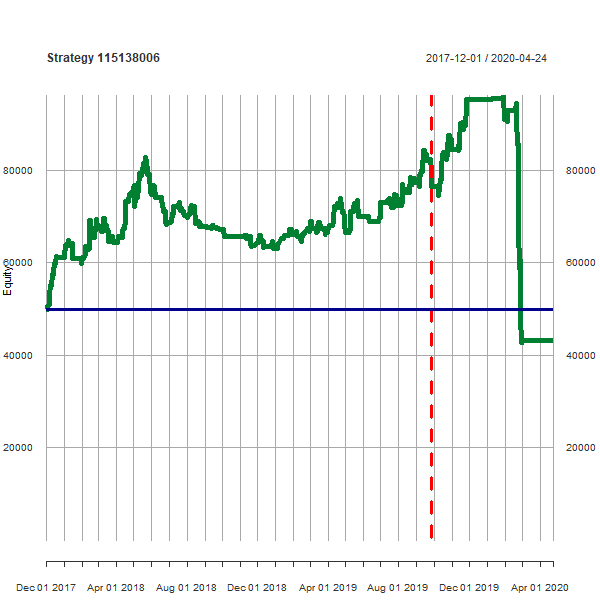 Strategy 115138006
2017-12-01 / 2020-04-24
80000 80000
60000 60000
Equity
40000 40000
20000 20000
Dec 01 2017 Apr 01 2018 Aug 01 2018 Dec 01 2018 Apr 01 2019 Aug 01 2019 Dec 01 2019 Apr 01 2020